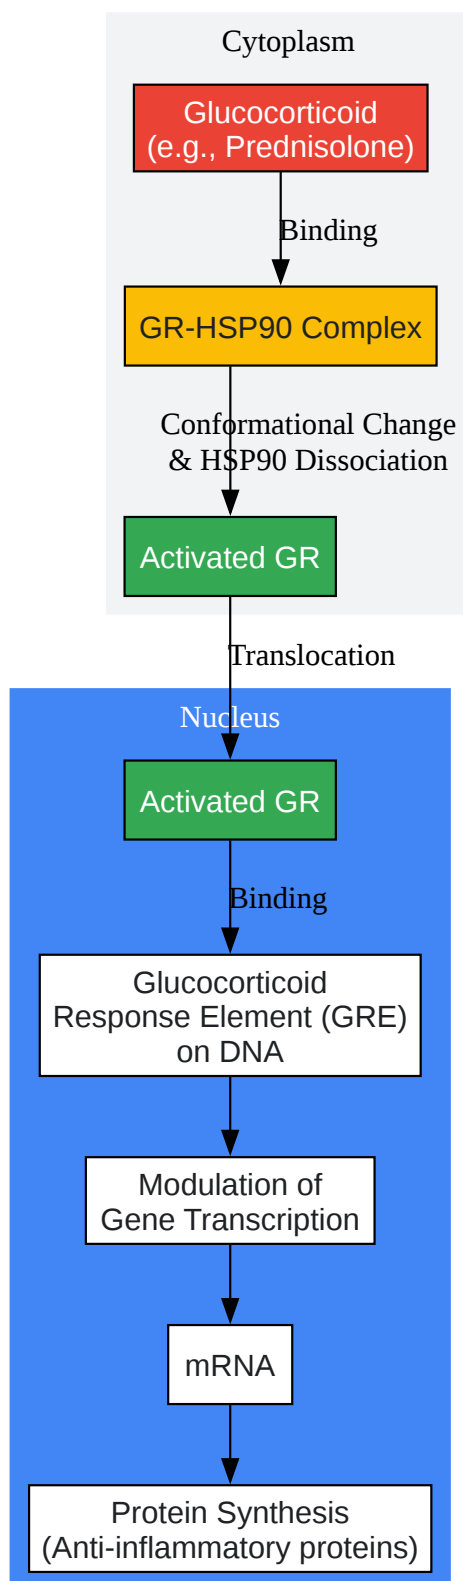 Cytoplasm
Glucocorticoid
(e.g., Prednisolone)
Binding
GR-HSP90 Complex
Conformational Change
& HSP90 Dissociation
Activated GR
Translocation
Nucleus
Activated GR
Binding
Glucocorticoid
Response Element (GRE)
on DNA
Modulation of
Gene Transcription
mRNA
Protein Synthesis
(Anti-inflammatory proteins)